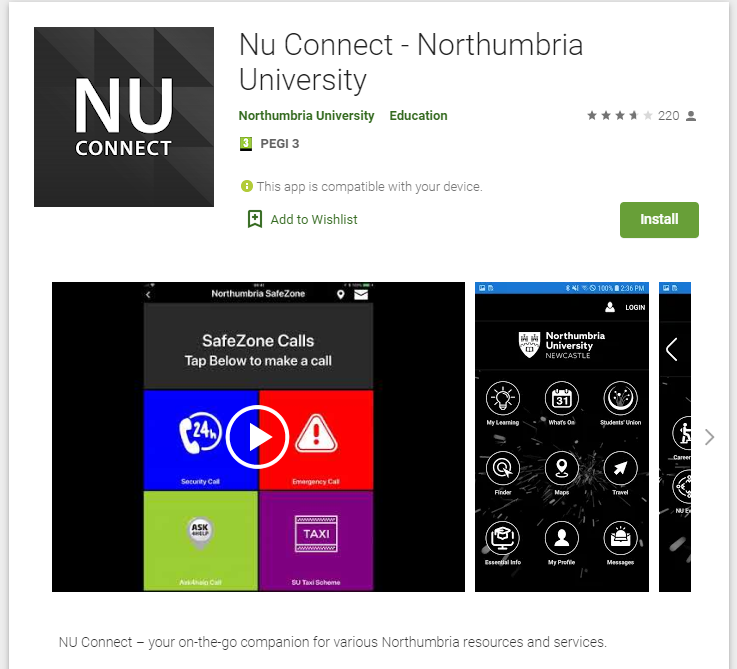 NU
CONNECT
Nu Connect - Northumbria
University
Northumbria University Education
220
3 PEGI 3
This app is compatible with your device.
Add to Wishlist
Install
Northumbria SafeZone
SafeZone Calls
Tap Below to make a call
24h
Security Call
Emergency Call
ASK
4HELP
Ask4help Call
TAXI
SU Taxi Scheme
100% 2:36 PM
LOGIN
Northumbria
University
NEWCASTLE
31
My Learning What's On Students' Union
Finder Maps Travel
Essential Info My Profile Messages
Career
NU Ex
NU Connect – your on-the-go companion for various Northumbria resources and services.